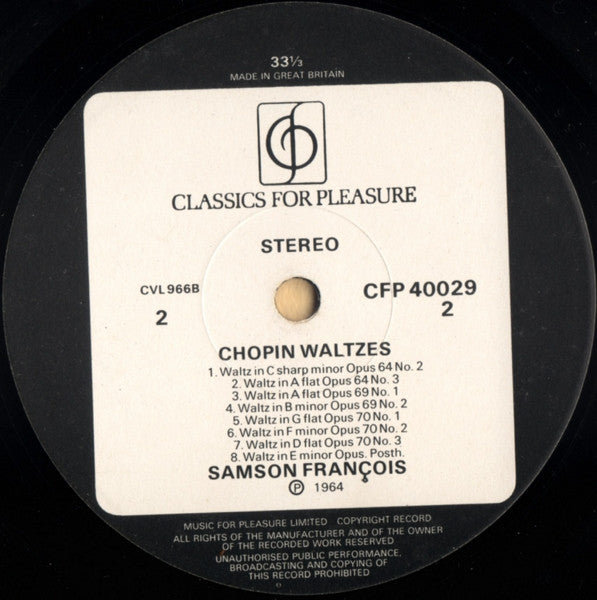 33⅓
MADE IN GREAT BRITAIN
CLASSICS FOR PLEASURE
STEREO
CVL 966B
2
CFP 40029
2
CHOPIN WALTZES
1. Waltz in C sharp minor Opus 64 No. 2
2. Waltz in A flat Opus 64 No. 3
3. Waltz in A flat Opus 69 No. 1
4. Waltz in B minor Opus 69 No. 2
5. Waltz in G flat Opus 70 No. 1
6. Waltz in F minor Opus 70 No. 2
7. Waltz in D flat Opus 70 No. 3
8. Waltz in E minor Opus. Posth.
SAMSON FRANÇOIS
℗ 1964
MUSIC FOR PLEASURE LIMITED COPYRIGHT RECORD
ALL RIGHTS OF THE MANUFACTURER AND OF THE OWNER
OF THE RECORDED WORK RESERVED
UNAUTHORISED PUBLIC PERFORMANCE,
BROADCASTING AND COPYING OF
THIS RECORD PROHIBITED